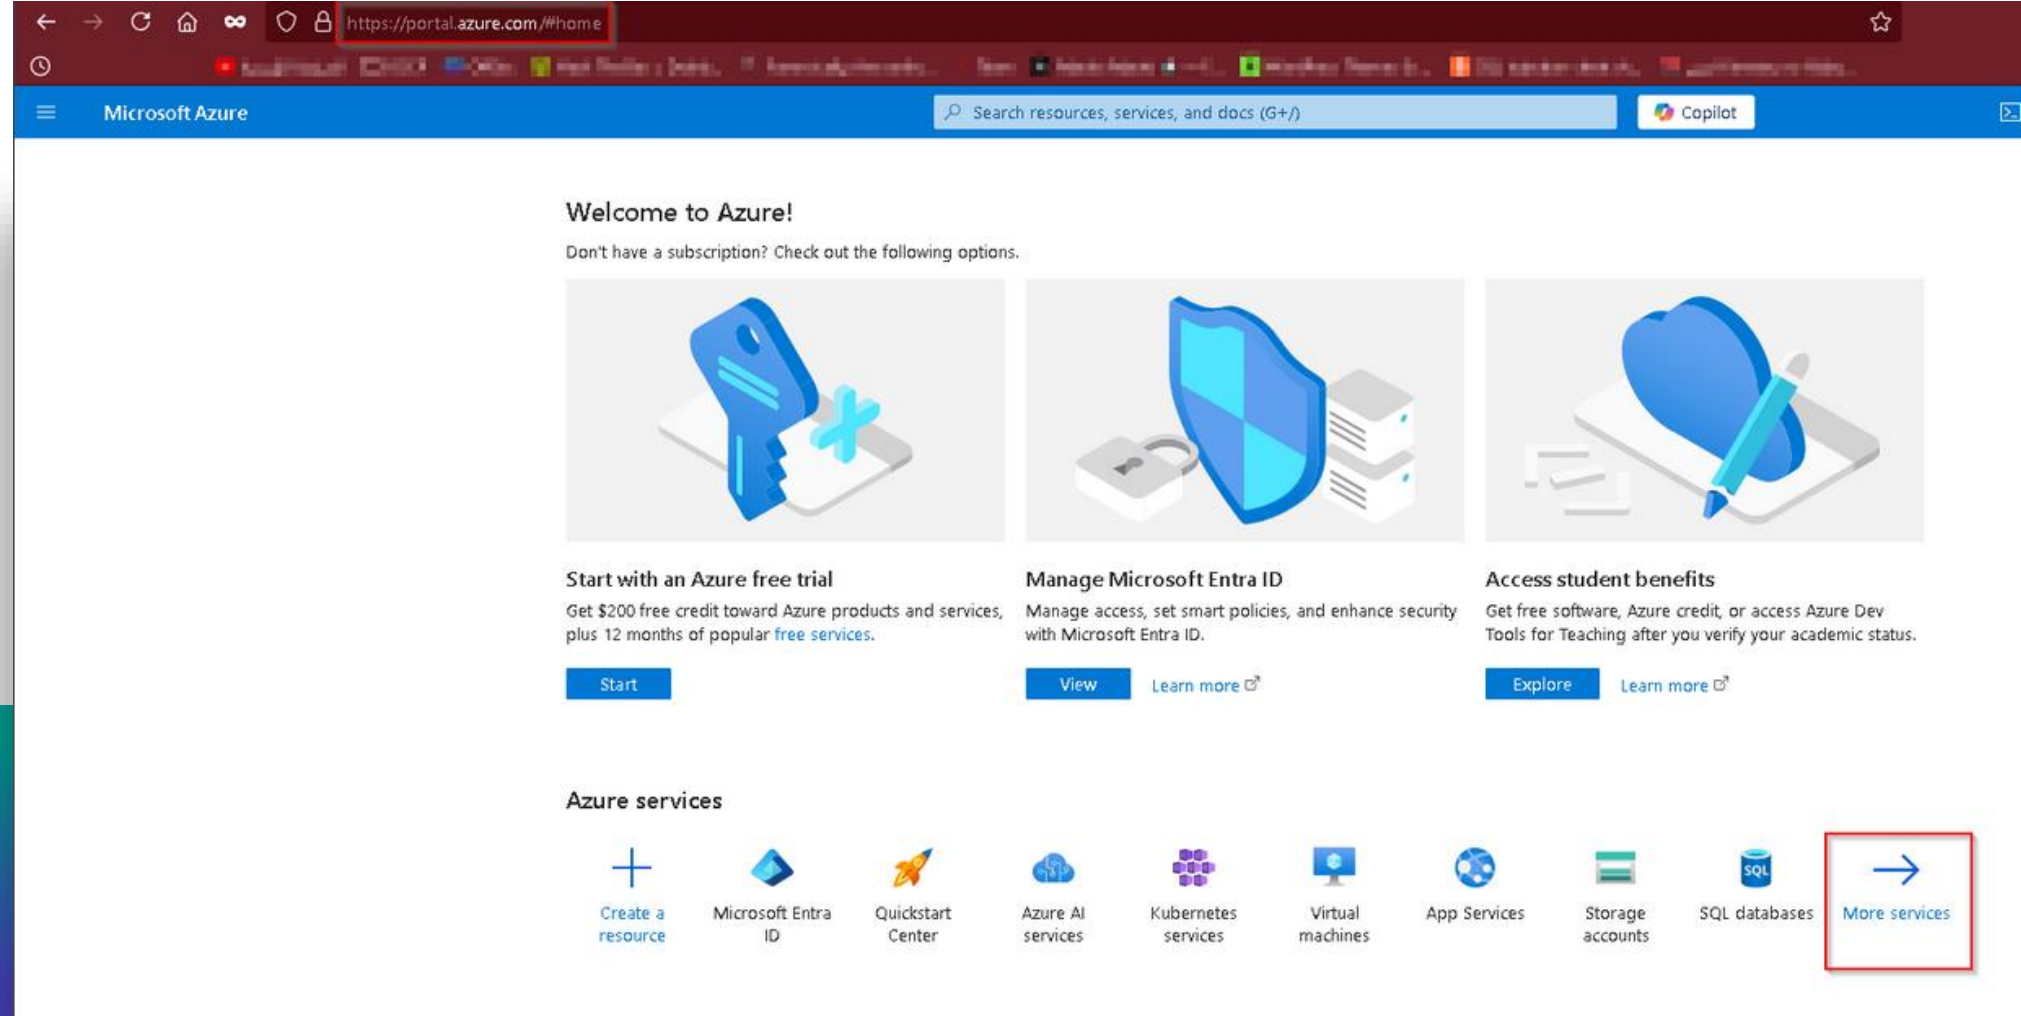 https://portal.azure.com/#home
Microsoft Azure
Search resources, services, and docs (G+/)
Copilot
Welcome to Azure!
Don't have a subscription? Check out the following options.
Start with an Azure free trial
Get $200 free credit toward Azure products and services,
plus 12 months of popular free services.
Start
Manage Microsoft Entra ID
Manage access, set smart policies, and enhance security
with Microsoft Entra ID.
View
Learn more
Access student benefits
Get free software, Azure credit, or access Azure Dev
Tools for Teaching after you verify your academic status.
Explore
Learn more
Azure services
Create a
resource
Microsoft Entra
ID
Quickstart
Center
Azure AI
services
Kubernetes
services
Virtual
machines
App Services
Storage
accounts
SQL
SQL databases
More services